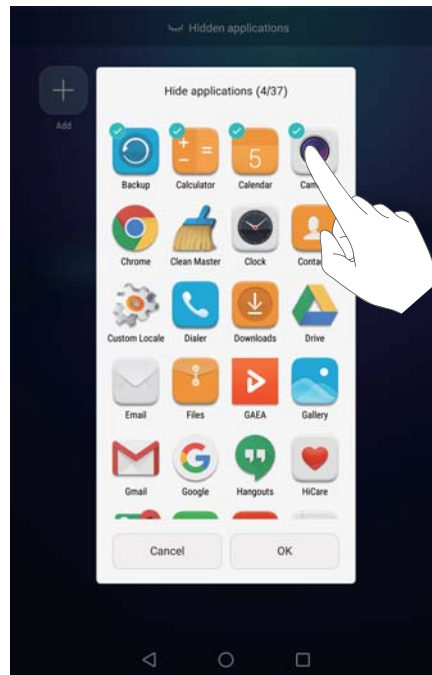 Hidden applications
Add
Hide applications (4/37)
5
Backup Calculator Calendar
Chrome Clean Master Clock
Custom Locale Dialer Downloads Drive
Email Files GAEA Gallery
Gmail Google Hangouts HiCare
Cancel OK